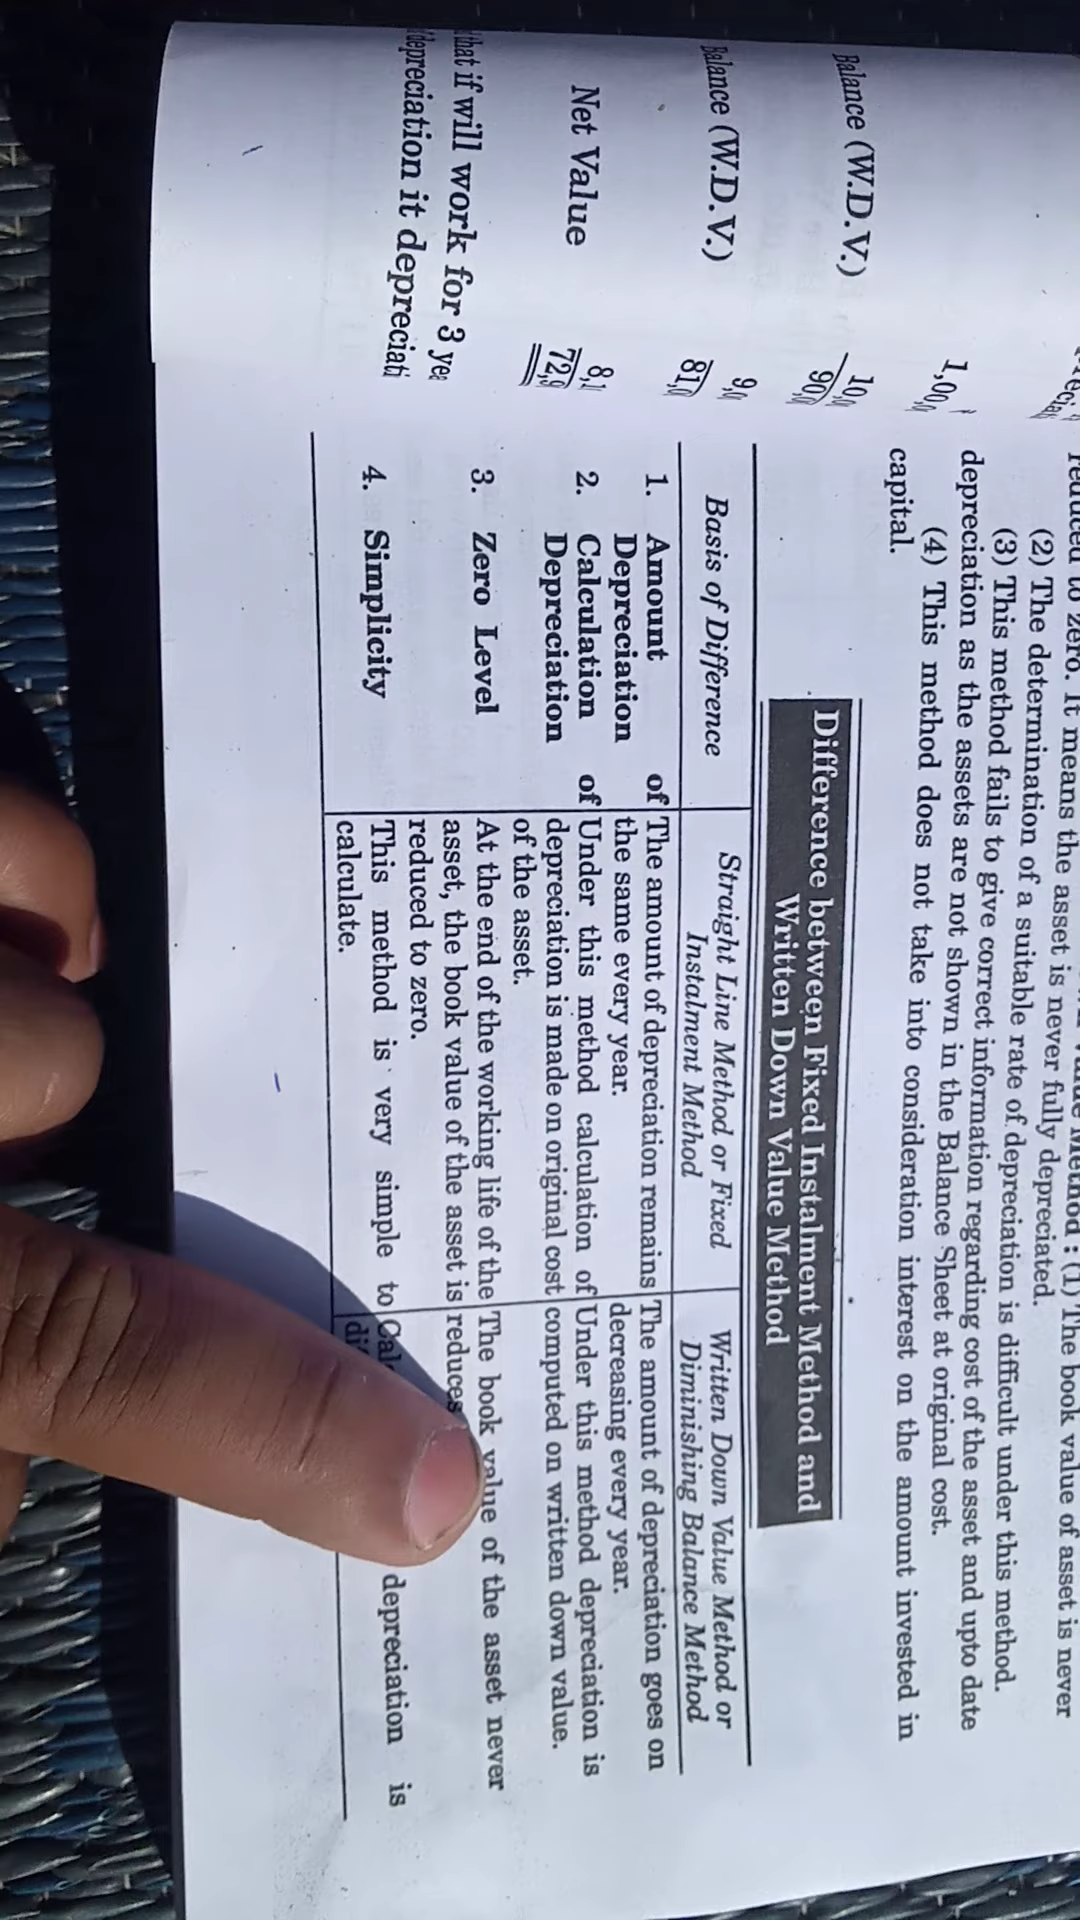 Balance (W.D.V.)
Balance (W.D.V.)
Net Value
that if will work for 3
depreciation it
reduced to zero. It means the asset is never Method : (1) The book value of asset is never
(2) The determination of a suitable rate of depreciation is difficult under this method.
(3) This method fails to give correct information regarding cost of the asset and upto date
depreciation as the assets are not shown in the Balance Sheet at original cost.
(4) This method does not take into consideration interest on the amount invested in
capital.
Difference between Fixed Instalment Method and
Written Down Value Method
Basis of Difference
Straight Line Method or Fixed
Instalment Method
Written Down Value Method or
Diminishing Balance Method
1. Amount of
Depreciation
The amount of depreciation remains
the same every year.
The amount of depreciation goes on
decreasing every year.
2. Calculation of
Depreciation
Under this method calculation of
depreciation is made on original cost
of the asset.
Under this method depreciation is
computed on written down value.
3. Zero Level
At the end of the working life of the
asset, the book value of the asset is
reduced to zero.
The book value of the asset never
reduces
4. Simplicity
This method is very simple to
calculate.
depreciation is